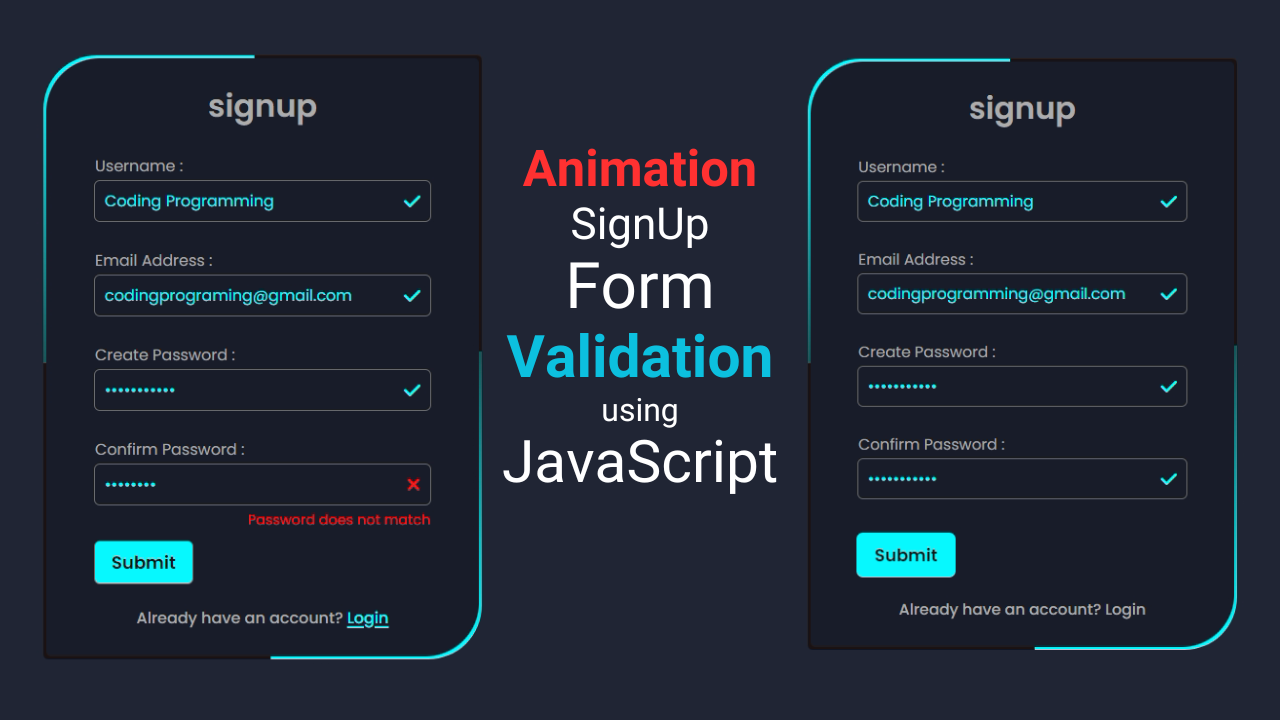 signup
Username :
Coding Programming
Email Address :
codingprograming@gmail.com
Create Password :
•••••••••••
Confirm Password :
••••••••
Password does not match
Submit
Already have an account? Login
Animation
SignUp
Form
Validation
using
JavaScript
signup
Username :
Coding Programming
Email Address :
codingprogramming@gmail.com
Create Password :
•••••••••••
Confirm Password :
•••••••••••
Submit
Already have an account? Login